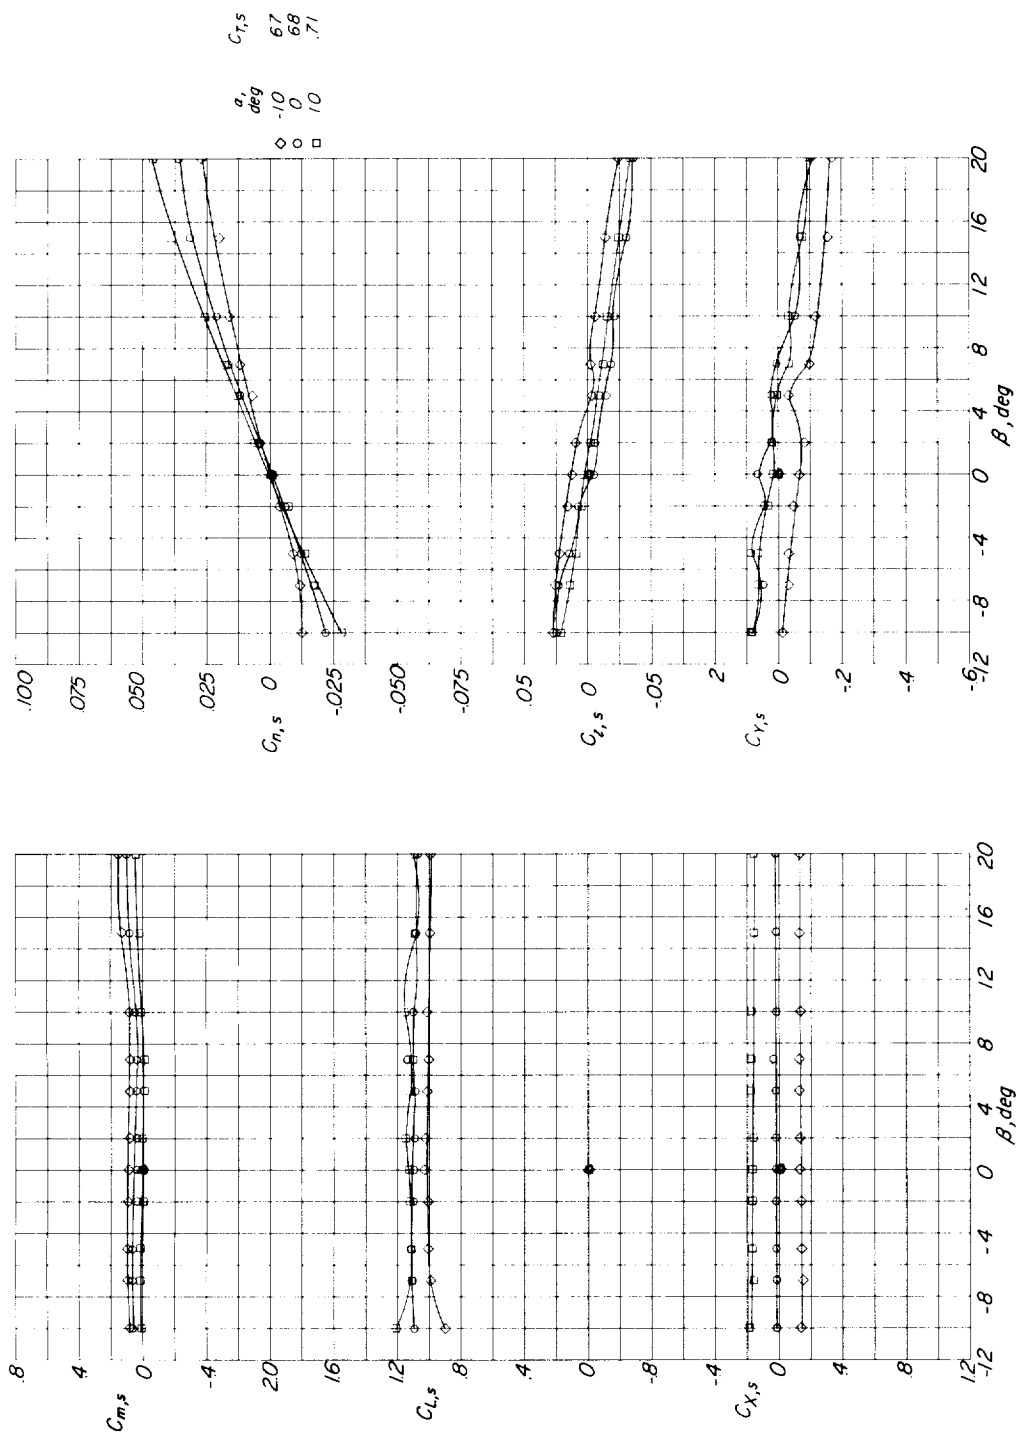 α, deg C_T,s
◇ -10 .67
○ 0 .68
□ 10 .71
.8
.4
0
-.4
C_m,s
2.0
1.6
1.2
.8
.4
0
-.4
-.8
C_L,s
-.8
-.4
0
.4
.8
1.2
C_X,s
-12 -8 -4 0 4 8 12 16 20
β, deg
.100
.075
.050
.025
0
-.025
-.050
-.075
C_n,s
.05
0
-.05
C_l,s
.2
0
-.2
-.4
-.6
C_Y,s
-12 -8 -4 0 4 8 12 16 20
β, deg